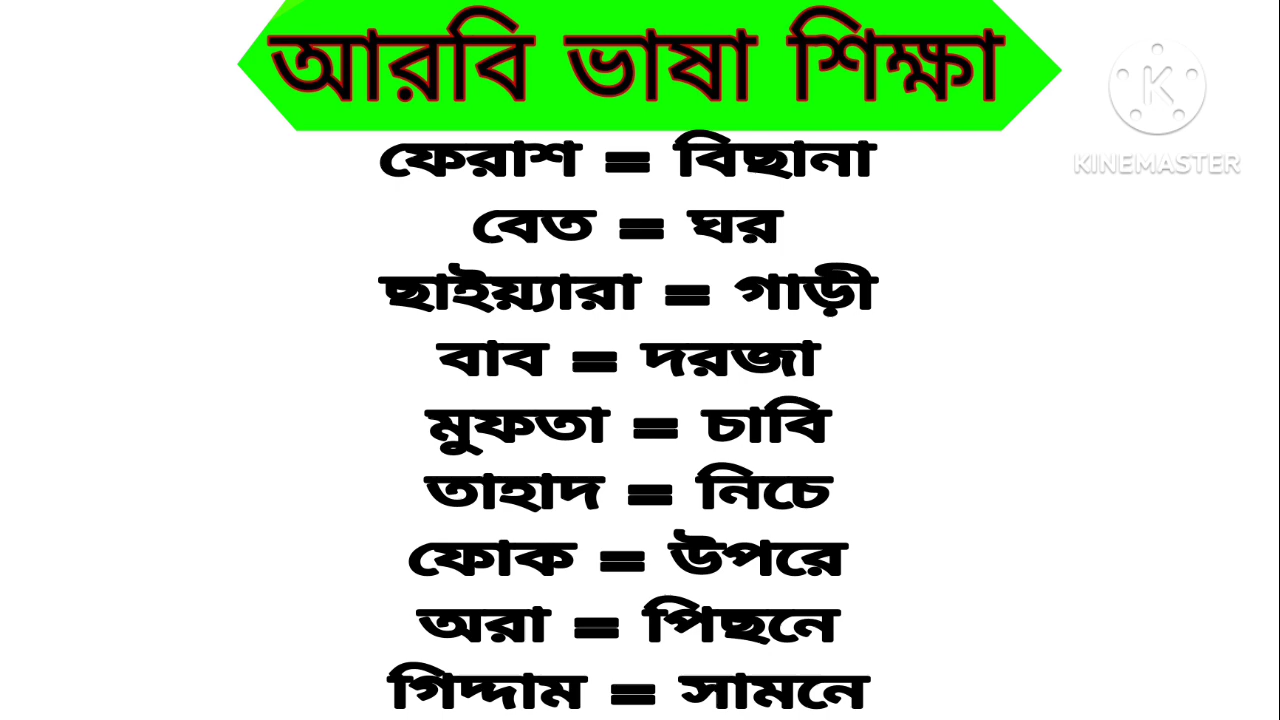 আরবি ভাষা শিক্ষা
K
KINEMASTER
ফেরাশ = বিছানা
বেত = ঘর
ছাইয়্যারা = গাড়ী
বাব = দরজা
মুফতা = চাবি
তাহাদ = নিচে
ফোক = উপরে
অরা = পিছনে
গিদ্দাম = সামনে